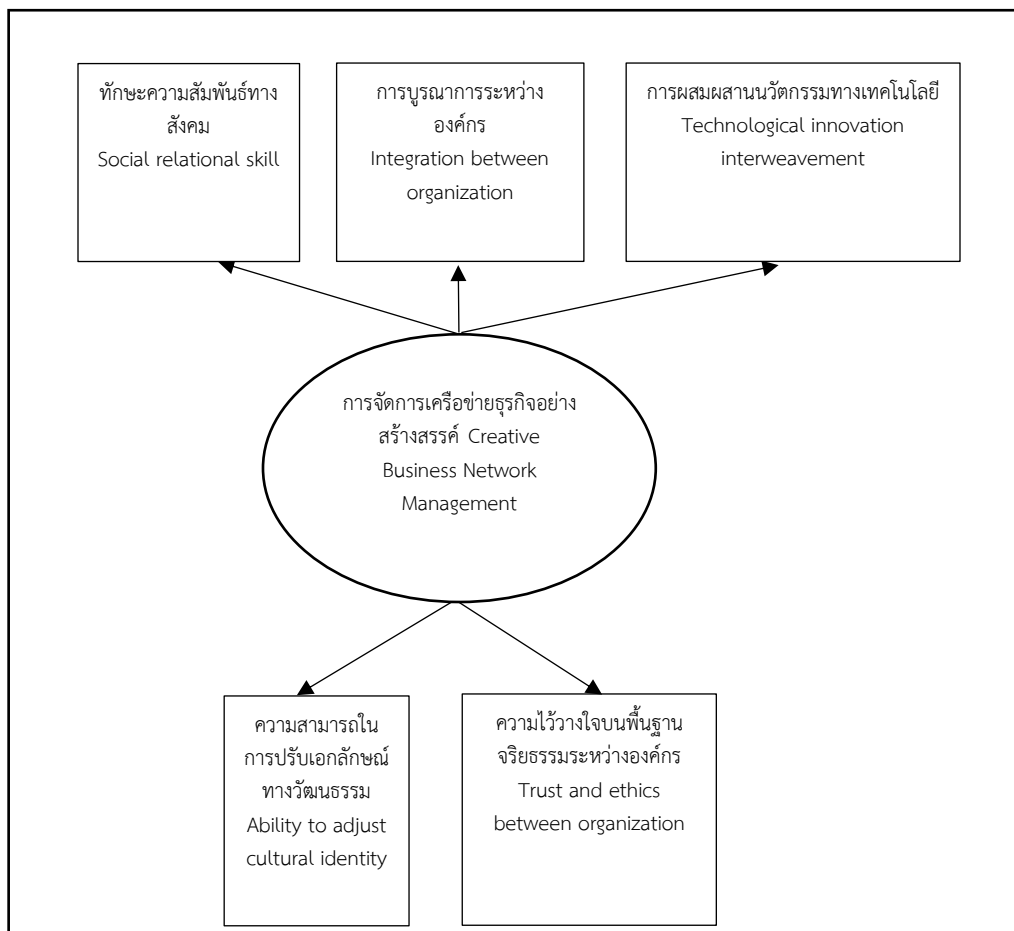 ทักษะความสัมพันธ์ทาง
สังคม
Social relational skill
การบูรณาการระหว่าง
องค์กร
Integration between
organization
การผสมผสานนวัตกรรมทางเทคโนโลยี
Technological innovation
interweavement
การจัดการเครือข่ายธุรกิจอย่าง
สร้างสรรค์ Creative
Business Network
Management
ความสามารถใน
การปรับเอกลักษณ์
ทางวัฒนธรรม
Ability to adjust
cultural identity
ความไว้วางใจบนพื้นฐาน
จริยธรรมระหว่างองค์กร
Trust and ethics
between organization